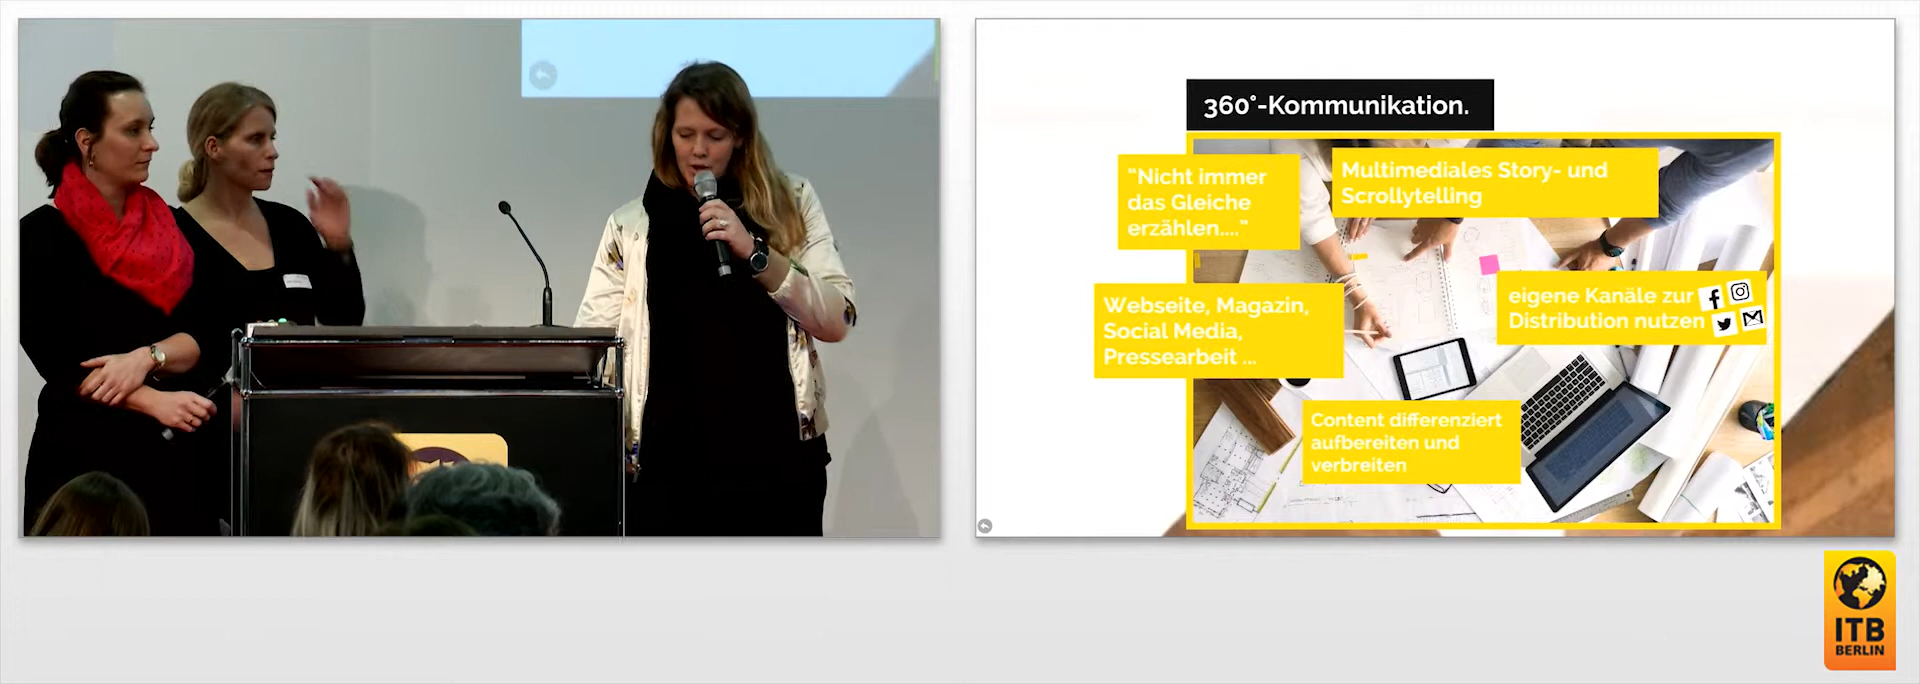 360°-Kommunikation.
"Nicht immer
das Gleiche
erzählen...."
Multimediales Story- und
Scrollytelling
Webseite, Magazin,
Social Media,
Pressearbeit ...
eigene Kanäle zur
Distribution nutzen
Content differenziert
aufbereiten und
verbreiten
ITB
BERLIN